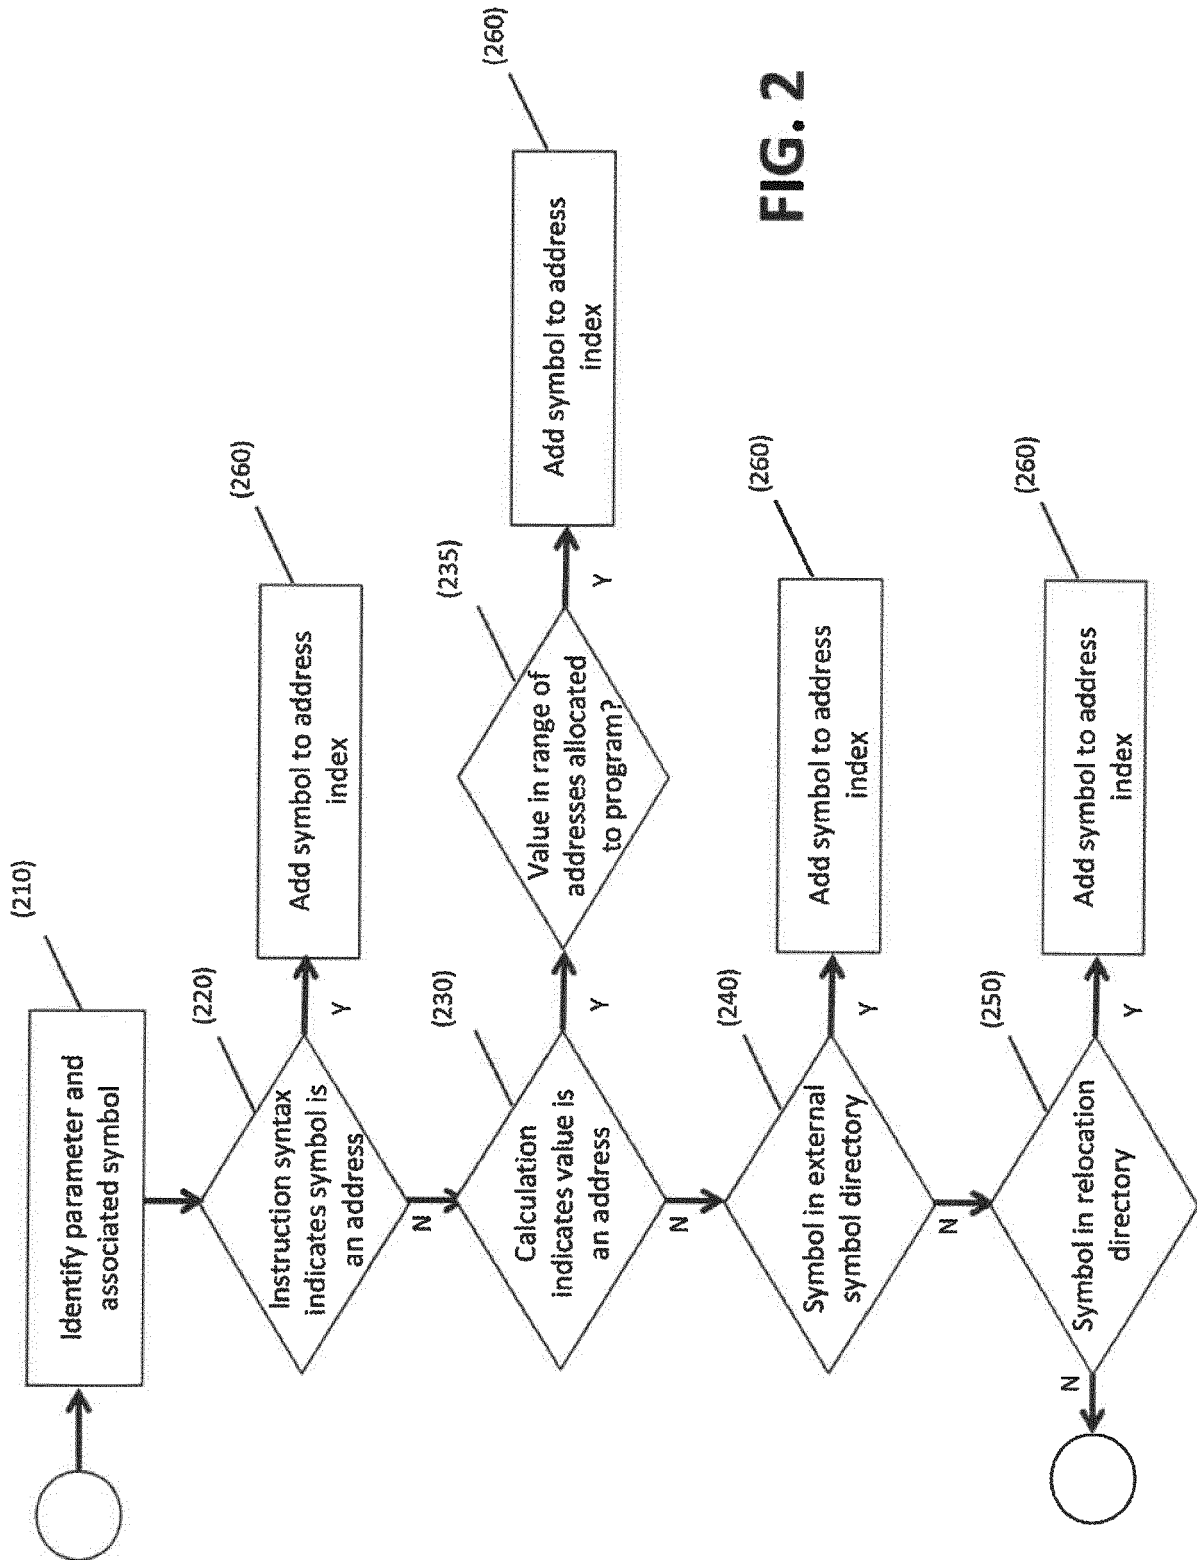 (210)
Identify parameter and
associated symbol
(220)
Instruction syntax
indicates symbol is
an address
Y
(260)
Add symbol to address
index
N
(230)
Calculation
indicates value is
an address
Y
(235)
Value in range of
addresses allocated
to program?
Y
(260)
Add symbol to address
index
N
(240)
Symbol in external
symbol directory
Y
(260)
Add symbol to address
index
N
(250)
Symbol in relocation
directory
Y
(260)
Add symbol to address
index
N
FIG. 2